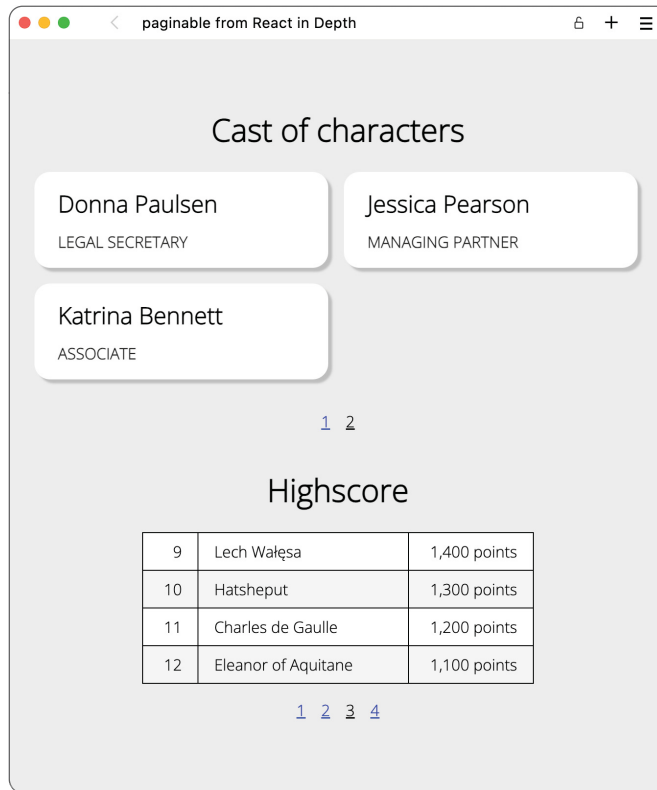 paginable from React in Depth
Cast of characters
Donna Paulsen
LEGAL SECRETARY
Jessica Pearson
MANAGING PARTNER
Katrina Bennett
ASSOCIATE
1 2
Highscore
9 Lech Wałęsa 1,400 points
10 Hatsheput 1,300 points
11 Charles de Gaulle 1,200 points
12 Eleanor of Aquitane 1,100 points
1 2 3 4